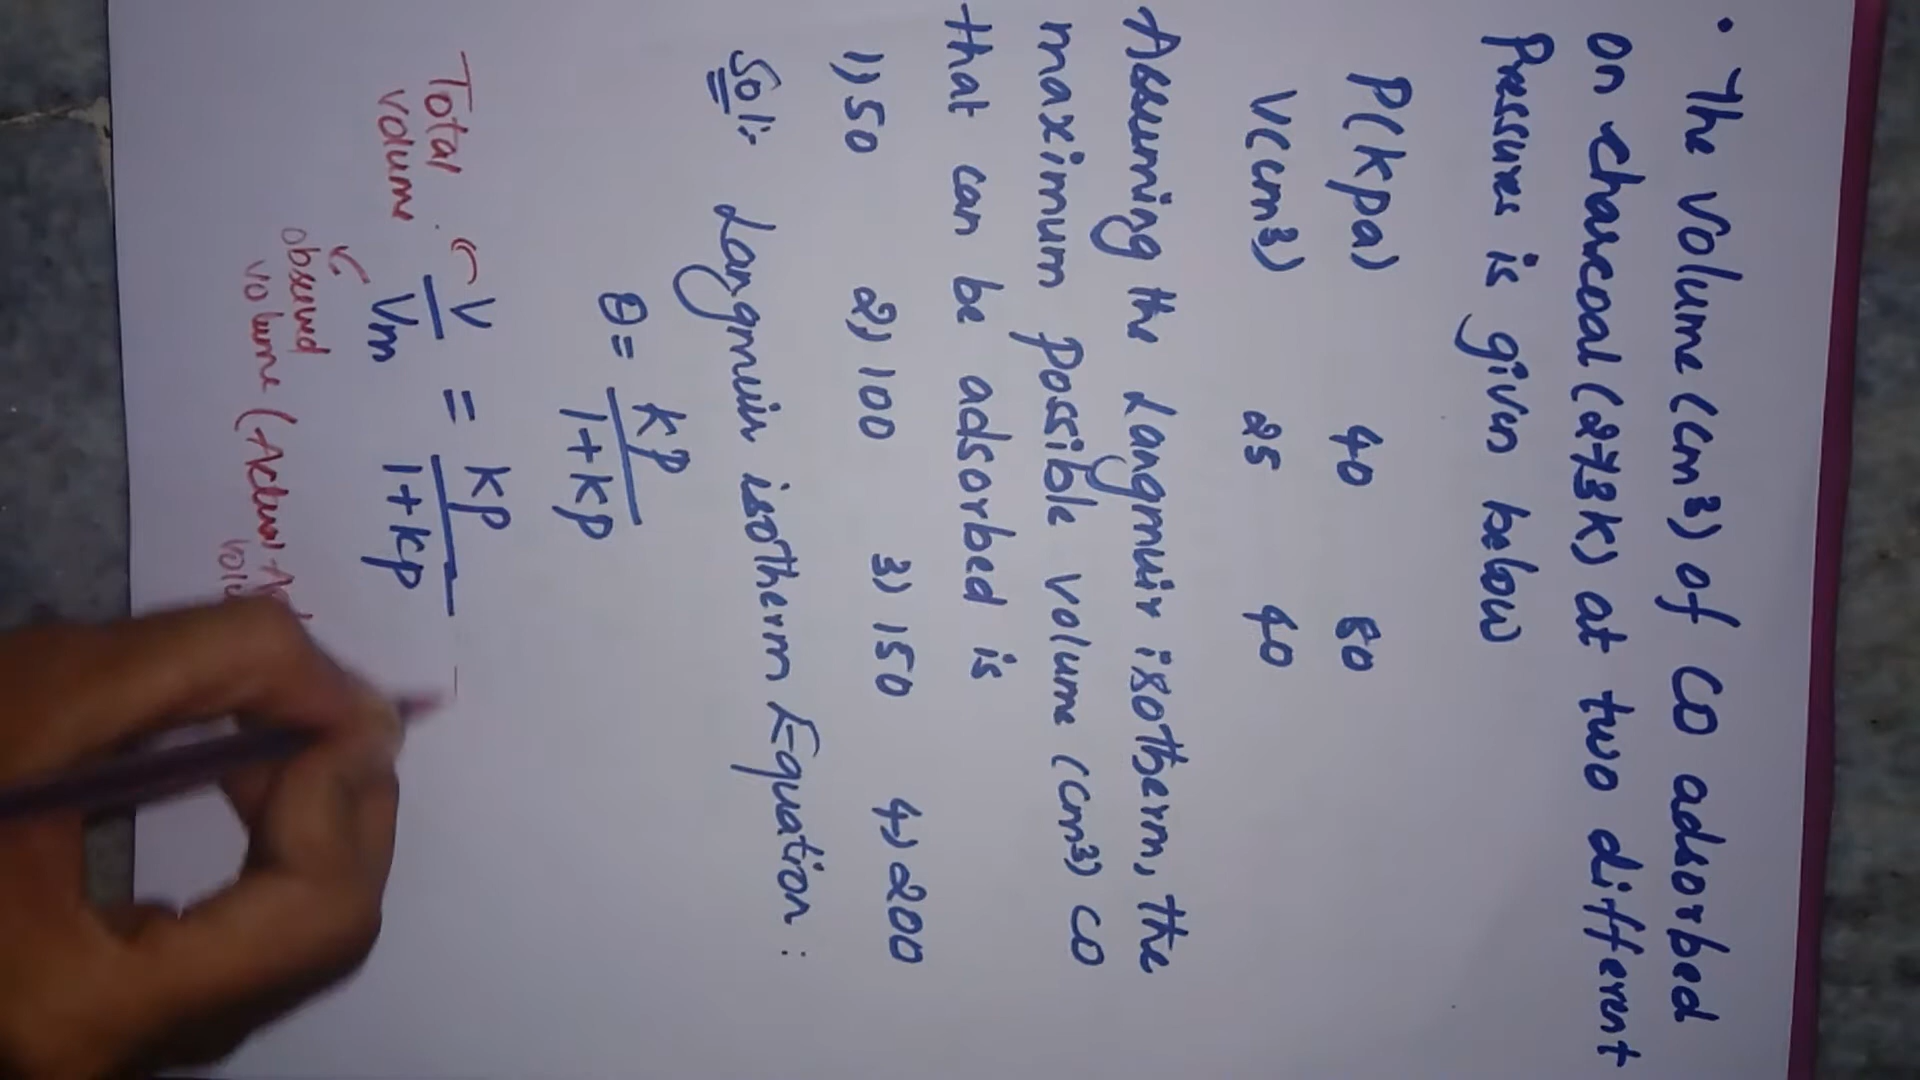 • The volume (cm³) of CO adsorbed
on charcoal (273K) at two different
Pressures is given below
P(kpa) 40 80
V(cm³) 25 40
Assuming the Langmuir isotherm, the
maximum possible volume (cm³) CO
that can be adsorbed is
1) 50 2) 100 3) 150 4) 200
Sol:- Langmuir isotherm Equation :
θ = kp / 1+kp
V / Vm = kp / 1+kp
Total
volume
observed
volume (Actual